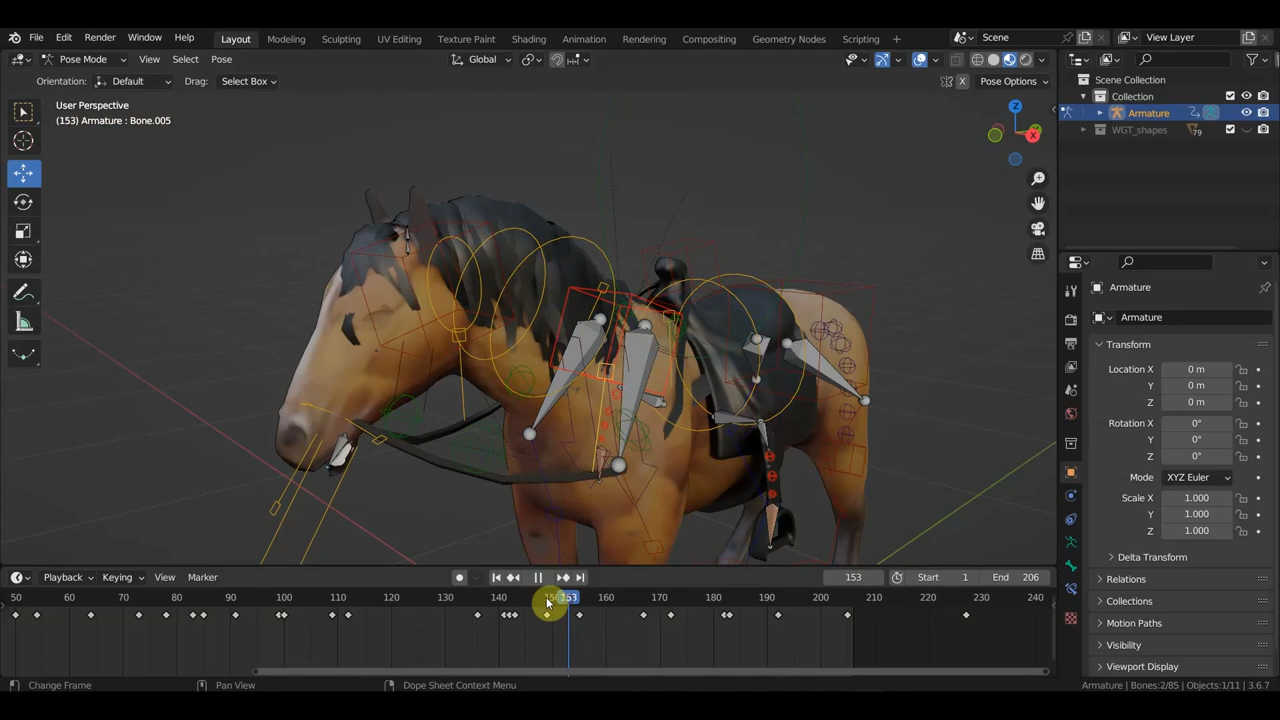 File Edit Render Window Help Layout Modeling Sculpting UV Editing Texture Paint Shading Animation Rendering Compositing Geometry Nodes Scripting + Scene View Layer
Pose Mode View Select Pose Global
Orientation: Default Drag: Select Box X Pose Options
User Perspective
(153) Armature : Bone.005
Z
X
Scene Collection
Collection
Armature
WGT_shapes 79
Armature
Armature
Transform
Location X 0 m
Y 0 m
Z 0 m
Rotation X 0°
Y 0°
Z 0°
Mode XYZ Euler
Scale X 1.000
Y 1.000
Z 1.000
Delta Transform
Relations
Collections
Motion Paths
Visibility
Viewport Display
Playback Keying View Marker 153 Start 1 End 206
50 60 70 80 90 100 110 120 130 140 153 160 170 180 190 200 210 220 230 240
Change Frame Pan View Dope Sheet Context Menu Armature | Bones:2/85 | Objects:1/11 | 3.6.7